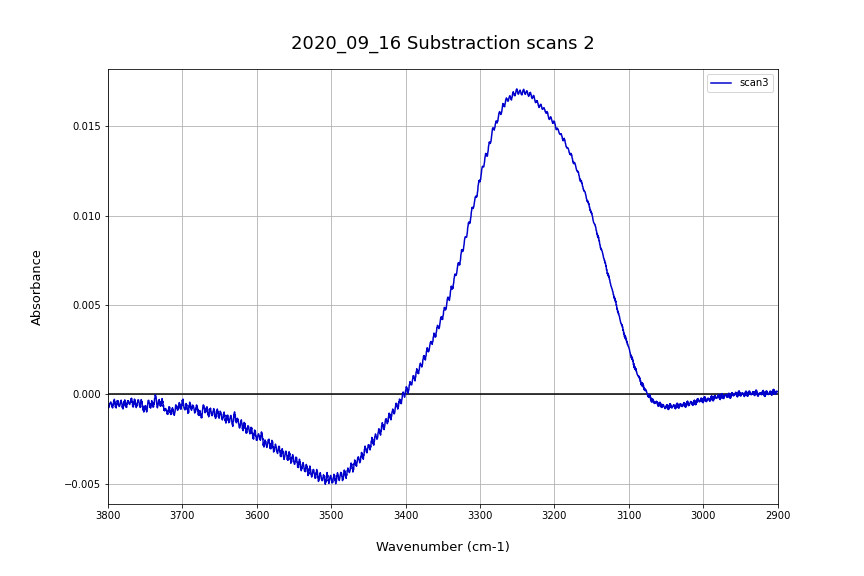 2020_09_16 Substraction scans 2
scan3
0.015
0.010
0.005
0.000
−0.005
Absorbance
3800 3700 3600 3500 3400 3300 3200 3100 3000 2900
Wavenumber (cm-1)